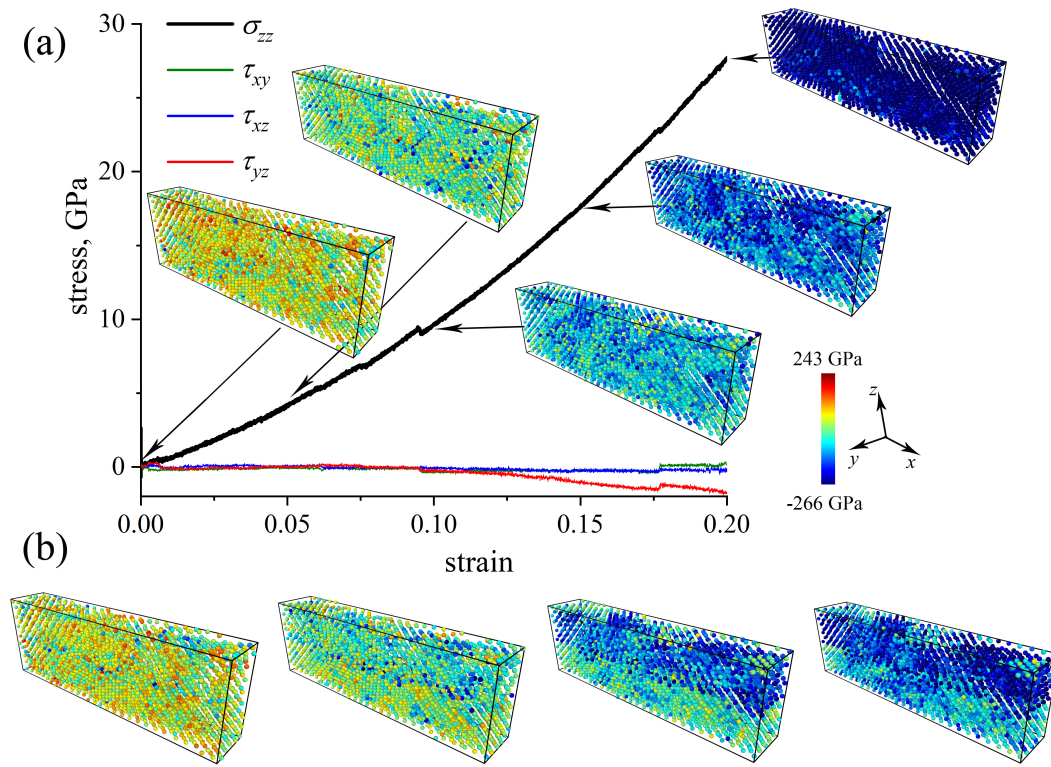 (a)
30
20
10
0
stress, GPa
σzz
τxy
τxz
τyz
0.00 0.05 0.10 0.15 0.20
strain
243 GPa
-266 GPa
z
y
x
(b)